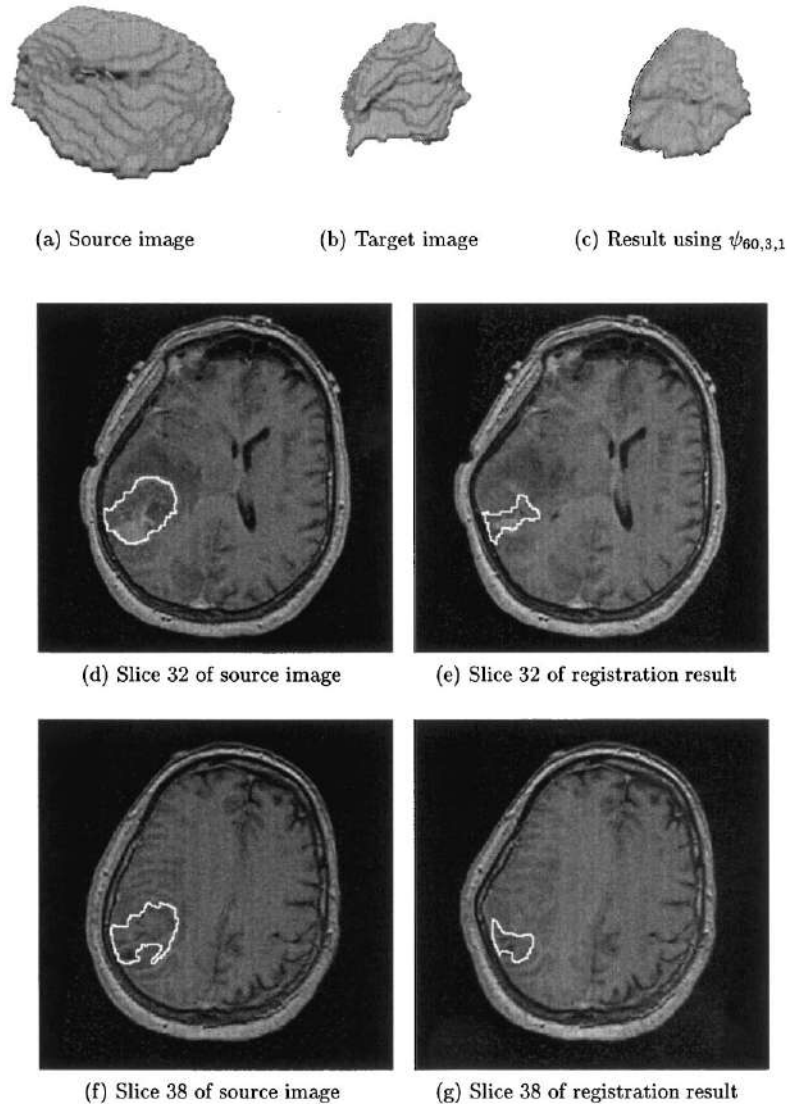 (a) Source image
(b) Target image
(c) Result using ψ60,3,1
(d) Slice 32 of source image
(e) Slice 32 of registration result
(f) Slice 38 of source image
(g) Slice 38 of registration result